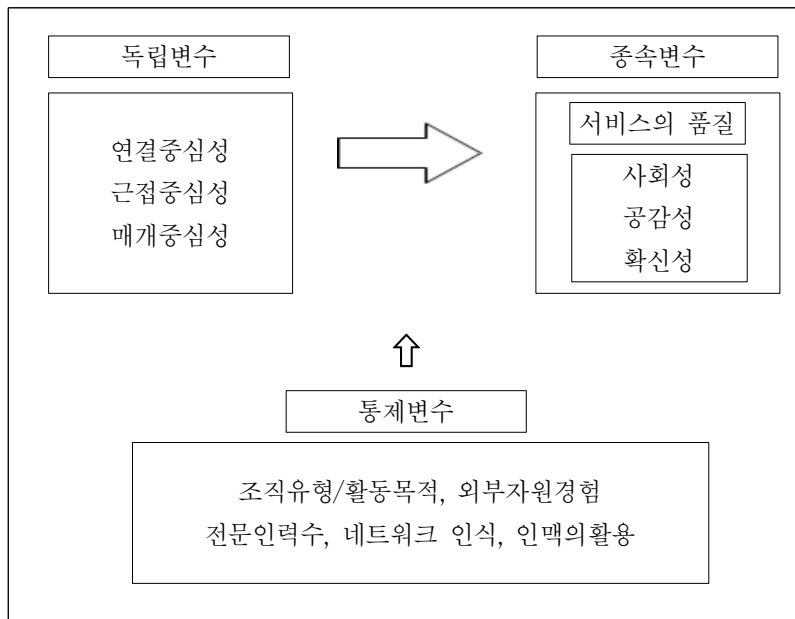 독립변수
종속변수
연결중심성
근접중심성
매개중심성
서비스의 품질
사회성
공감성
확신성
통제변수
조직유형/활동목적, 외부자원경험
전문인력수, 네트워크 인식, 인맥의활용